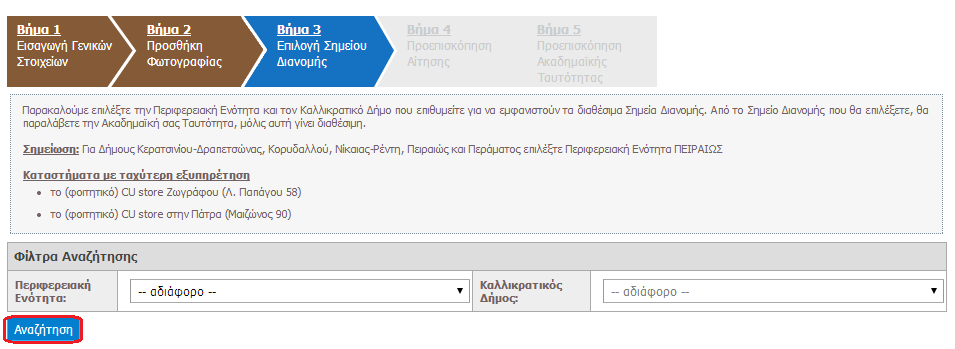 Βήμα 1
Εισαγωγή Γενικών
Στοιχείων
Βήμα 2
Προσθήκη
Φωτογραφίας
Βήμα 3
Επιλογή Σημείου
Διανομής
Βήμα 4
Προεπισκόπηση
Αίτησης
Βήμα 5
Προεπισκόπηση
Ακαδημαϊκής
Ταυτότητας
Παρακαλούμε επιλέξτε την Περιφερειακή Ενότητα και τον Καλλικρατικό Δήμο που επιθυμείτε για να εμφανιστούν τα διαθέσιμα Σημεία Διανομής. Από το Σημείο Διανομής που θα επιλέξετε, θα
παραλάβετε την Ακαδημαϊκή σας Ταυτότητα, μόλις αυτή γίνει διαθέσιμη.
Σημείωση: Για Δήμους Κερατσινίου-Δραπετσώνας, Κορυδαλλού, Νίκαιας-Ρέντη, Πειραιώς και Περάματος επιλέξτε Περιφερειακή Ενότητα ΠΕΙΡΑΙΩΣ
Καταστήματα με ταχύτερη εξυπηρέτηση
• το (φοιτητικό) CU store Ζωγράφου (Λ. Παπάγου 58)
• το (φοιτητικό) CU store στην Πάτρα (Μαιζώνος 90)
Φίλτρα Αναζήτησης
Περιφερειακή
Ενότητα:
-- αδιάφορο --
Καλλικρατικός
Δήμος:
-- αδιάφορο --
Αναζήτηση